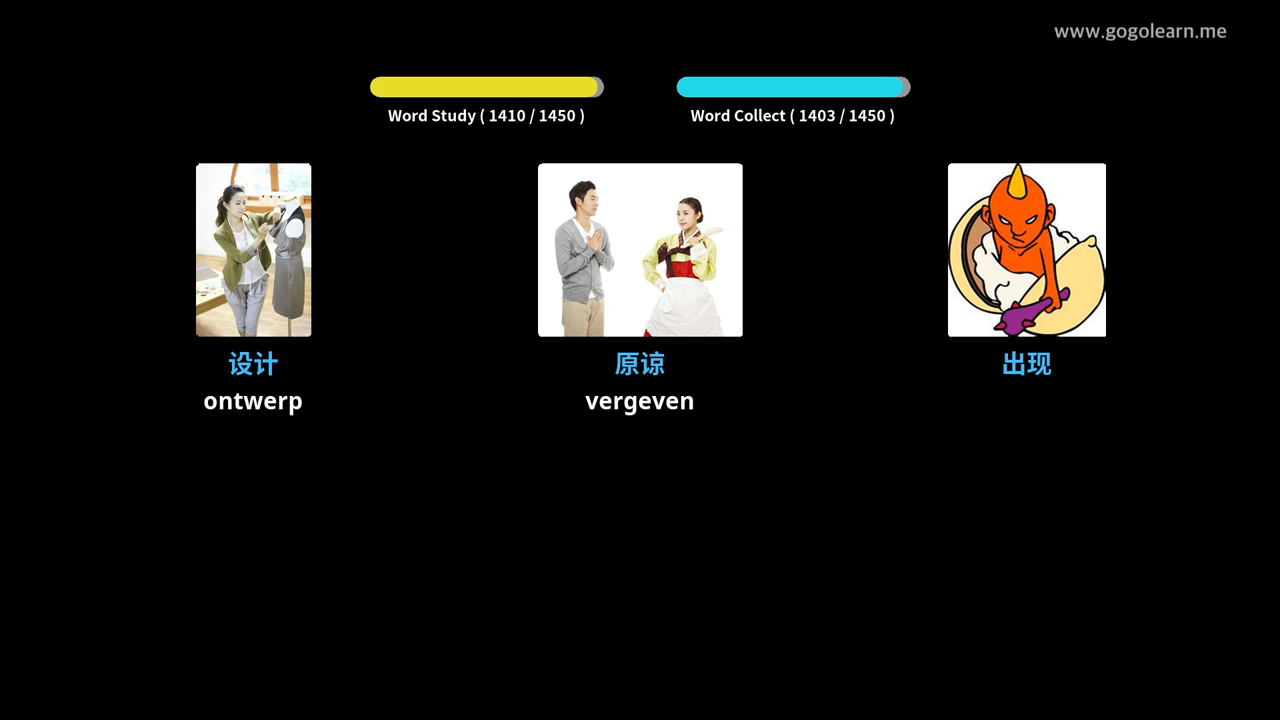 www.gogolearn.me
Word Study ( 1410 / 1450 )
Word Collect ( 1403 / 1450 )
设计
ontwerp
原谅
vergeven
出现